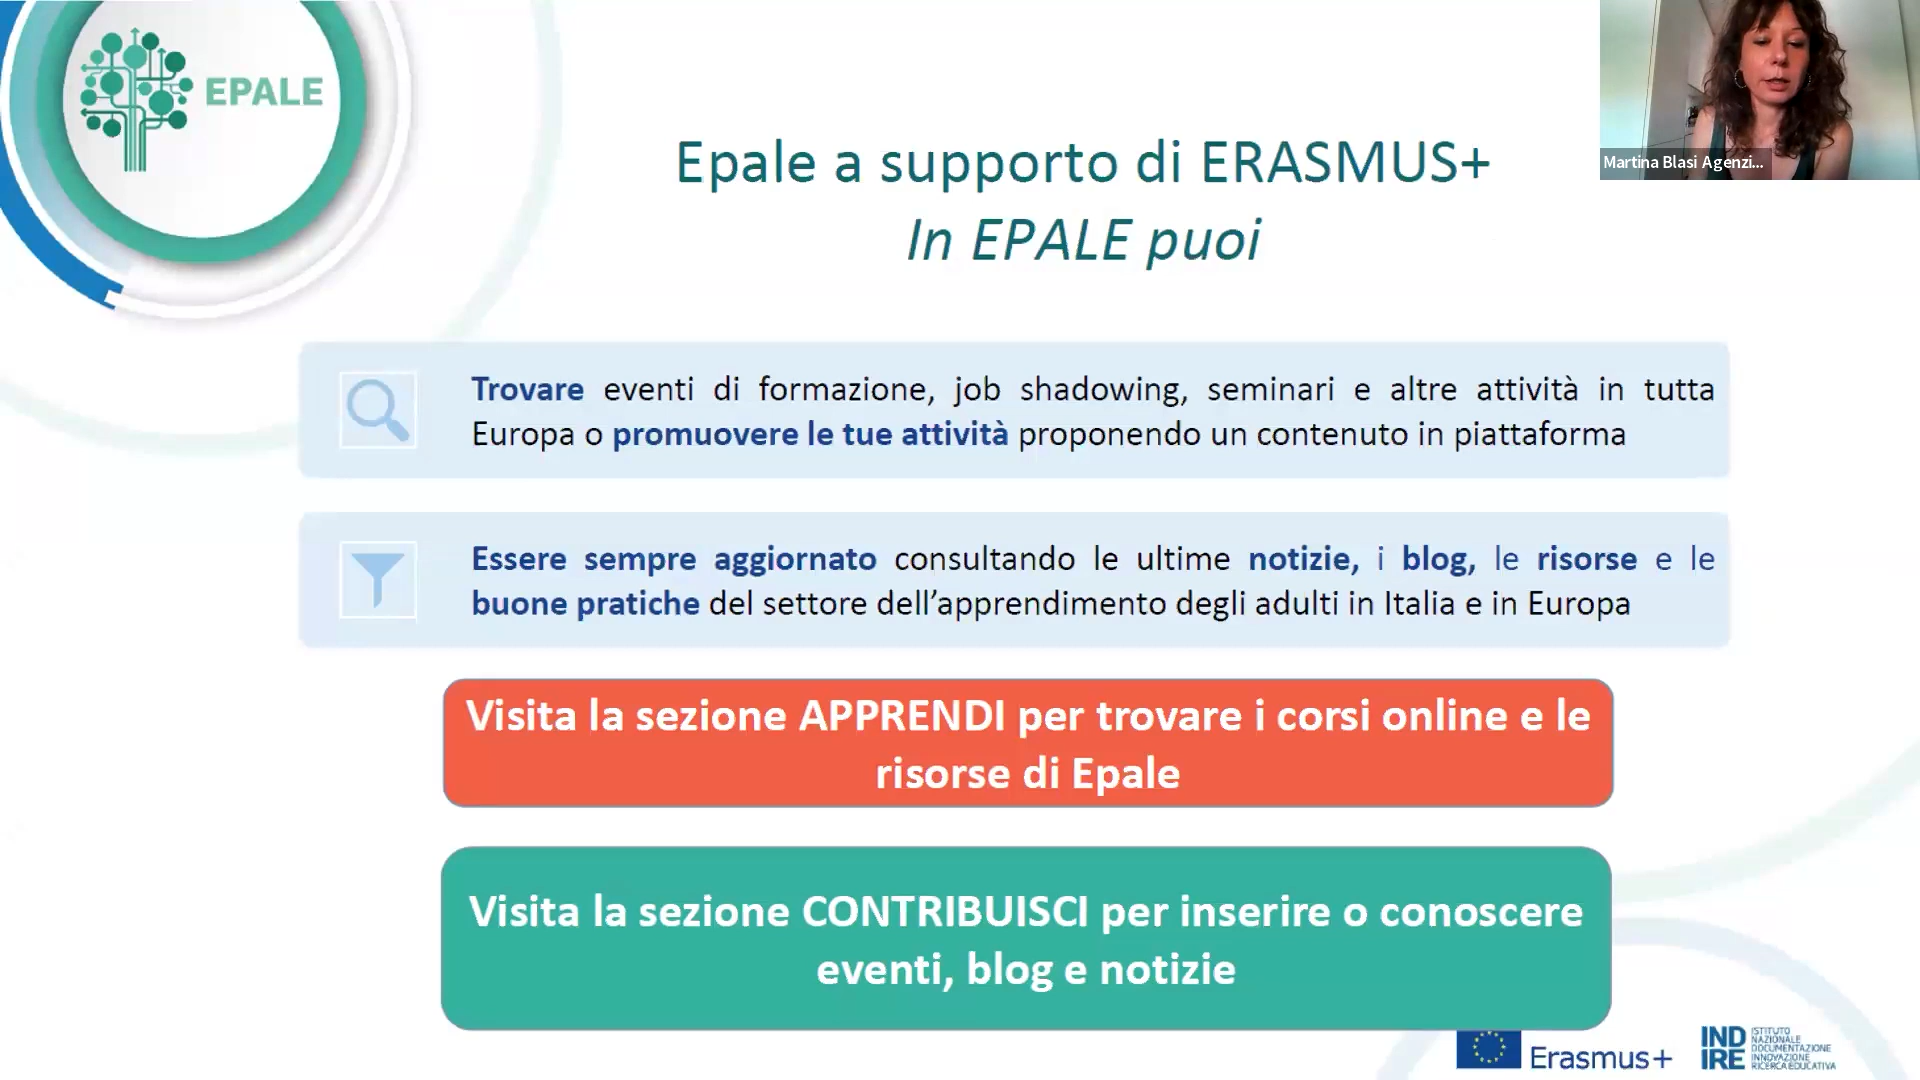 EPALE
Martina Blasi Agenzi...
Epale a supporto di ERASMUS+
In EPALE puoi
Trovare eventi di formazione, job shadowing, seminari e altre attività in tutta
Europa o promuovere le tue attività proponendo un contenuto in piattaforma
Essere sempre aggiornato consultando le ultime notizie, i blog, le risorse e le
buone pratiche del settore dell’apprendimento degli adulti in Italia e in Europa
Visita la sezione APPRENDI per trovare i corsi online e le
risorse di Epale
Visita la sezione CONTRIBUISCI per inserire o conoscere
eventi, blog e notizie
Erasmus+
IND
IRE
ISTITUTO
NAZIONALE
DOCUMENTAZIONE
INNOVAZIONE
RICERCA EDUCATIVA